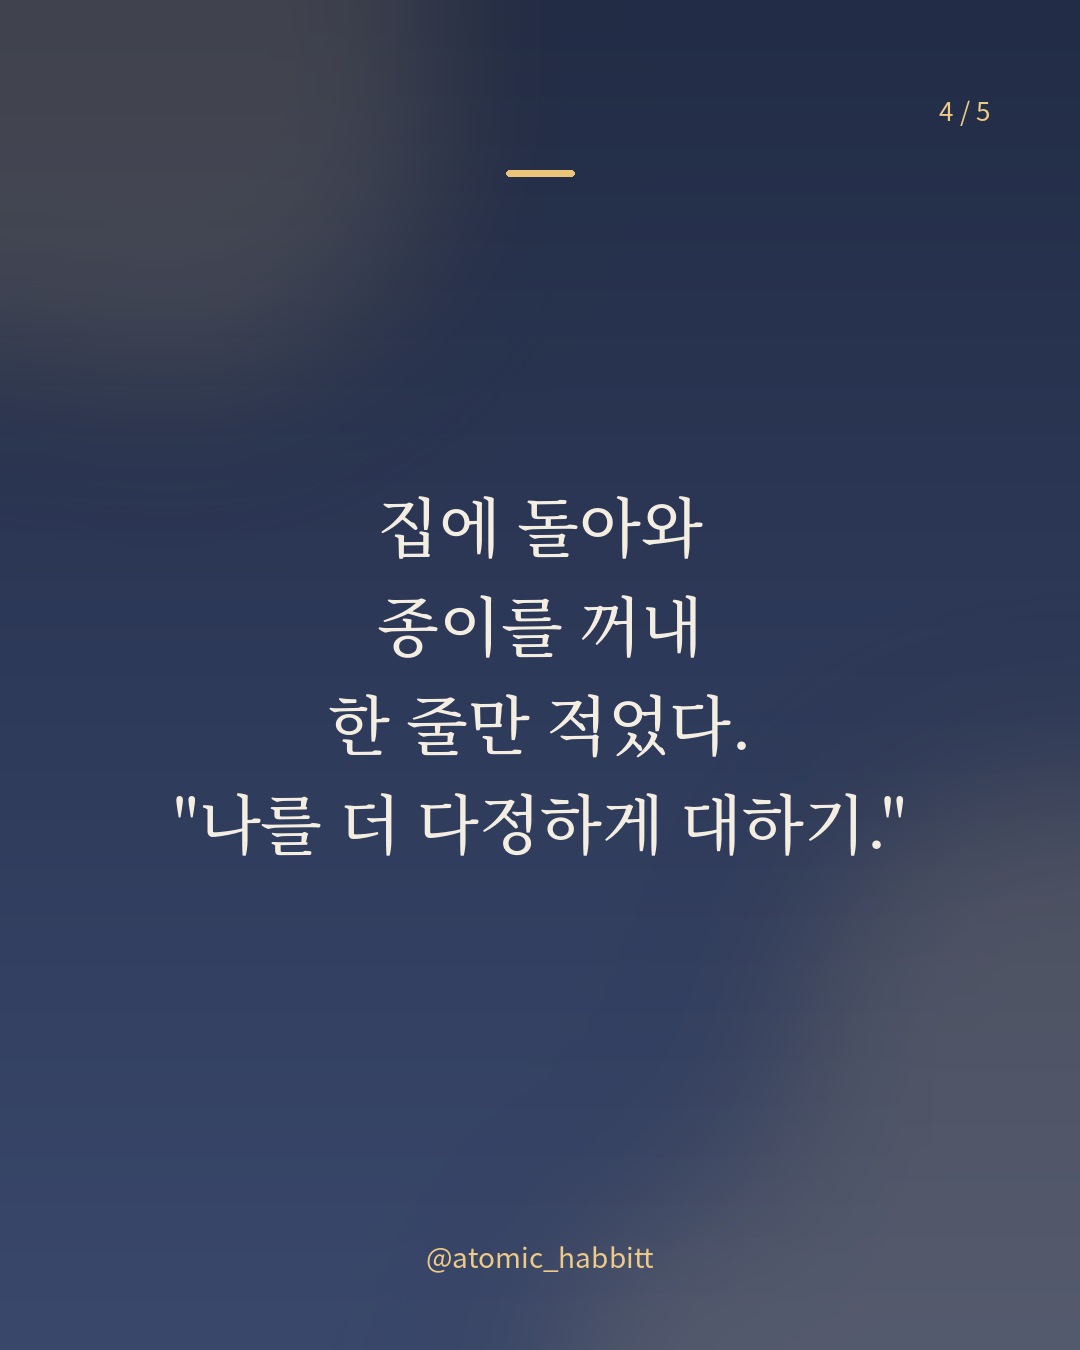 4 / 5
집에 돌아와
종이를 꺼내
한 줄만 적었다.
"나를 더 다정하게 대하기."
@atomic_habbitt